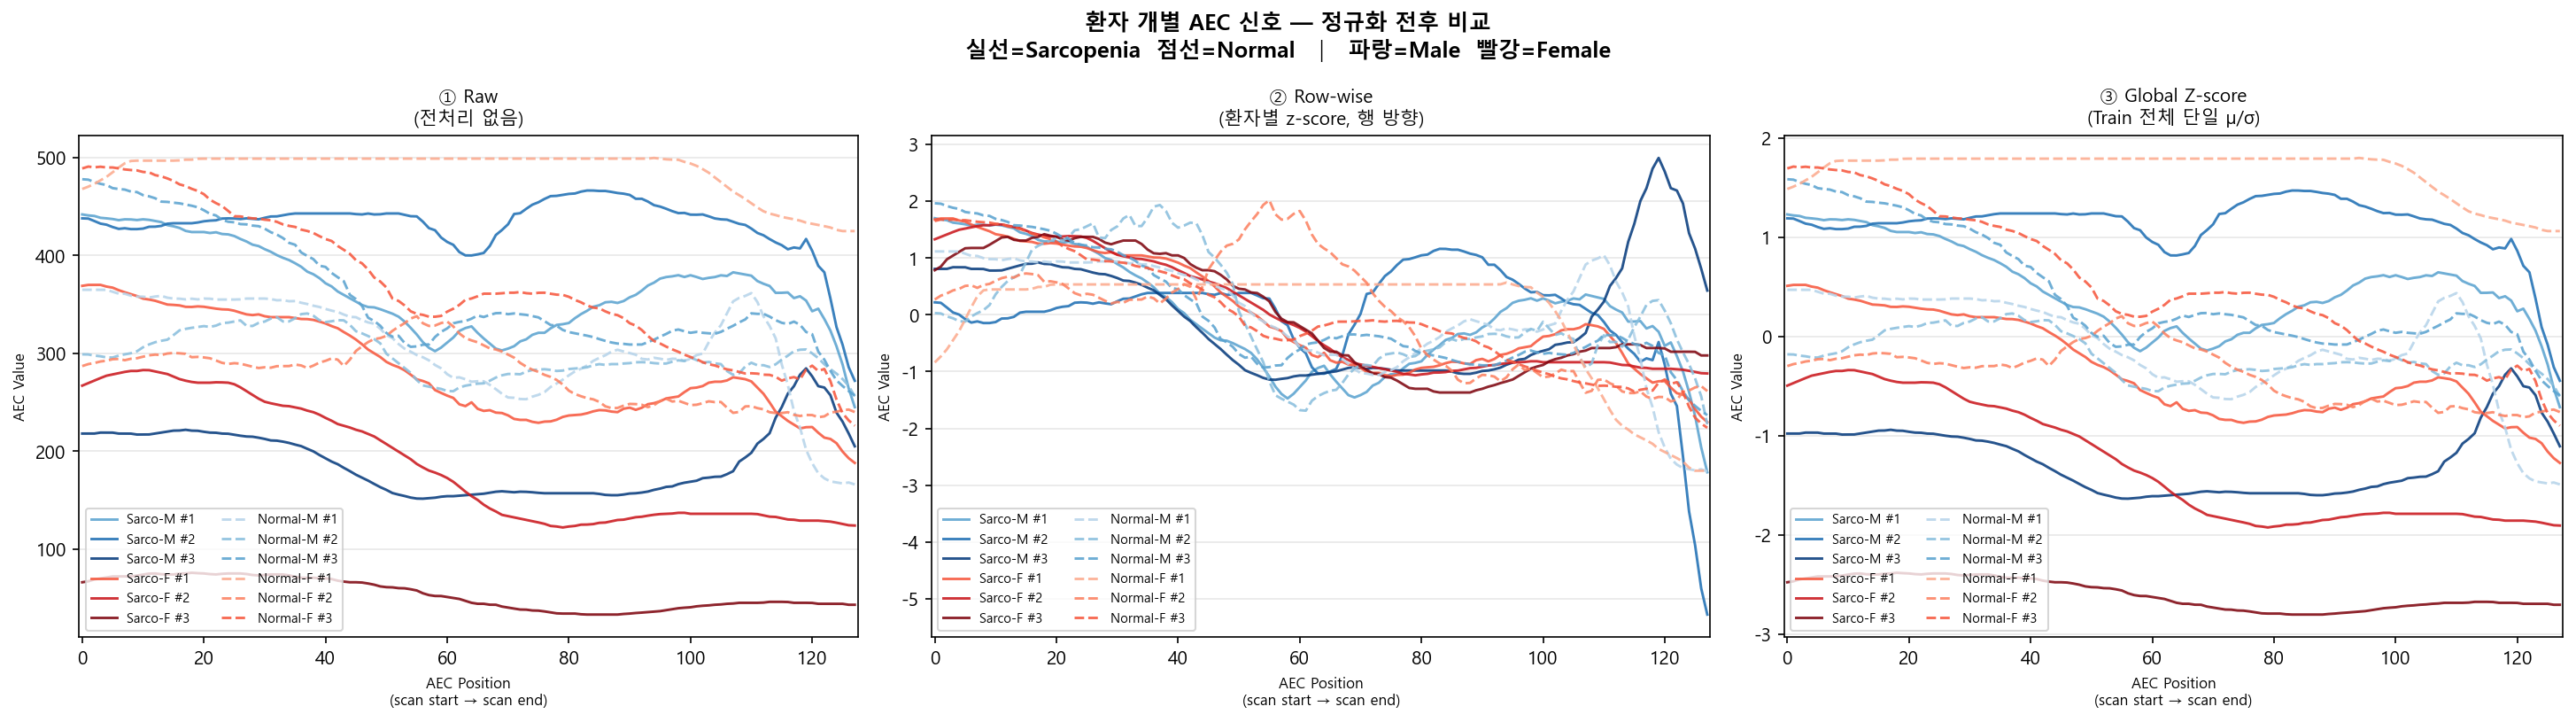 환자 개별 AEC 신호 — 정규화 전후 비교
실선=Sarcopenia 점선=Normal | 파랑=Male 빨강=Female
① Raw
(전처리 없음)
500
400
300
200
100
0 20 40 60 80 100 120
AEC Value
AEC Position
(scan start → scan end)
Sarco-M #1
Sarco-M #2
Sarco-M #3
Sarco-F #1
Sarco-F #2
Sarco-F #3
Normal-M #1
Normal-M #2
Normal-M #3
Normal-F #1
Normal-F #2
Normal-F #3
② Row-wise
(환자별 z-score, 행 방향)
3
2
1
0
-1
-2
-3
-4
-5
0 20 40 60 80 100 120
AEC Value
AEC Position
(scan start → scan end)
Sarco-M #1
Sarco-M #2
Sarco-M #3
Sarco-F #1
Sarco-F #2
Sarco-F #3
Normal-M #1
Normal-M #2
Normal-M #3
Normal-F #1
Normal-F #2
Normal-F #3
③ Global Z-score
(Train 전체 단일 μ/σ)
2
1
0
-1
-2
-3
0 20 40 60 80 100 120
AEC Value
AEC Position
(scan start → scan end)
Sarco-M #1
Sarco-M #2
Sarco-M #3
Sarco-F #1
Sarco-F #2
Sarco-F #3
Normal-M #1
Normal-M #2
Normal-M #3
Normal-F #1
Normal-F #2
Normal-F #3